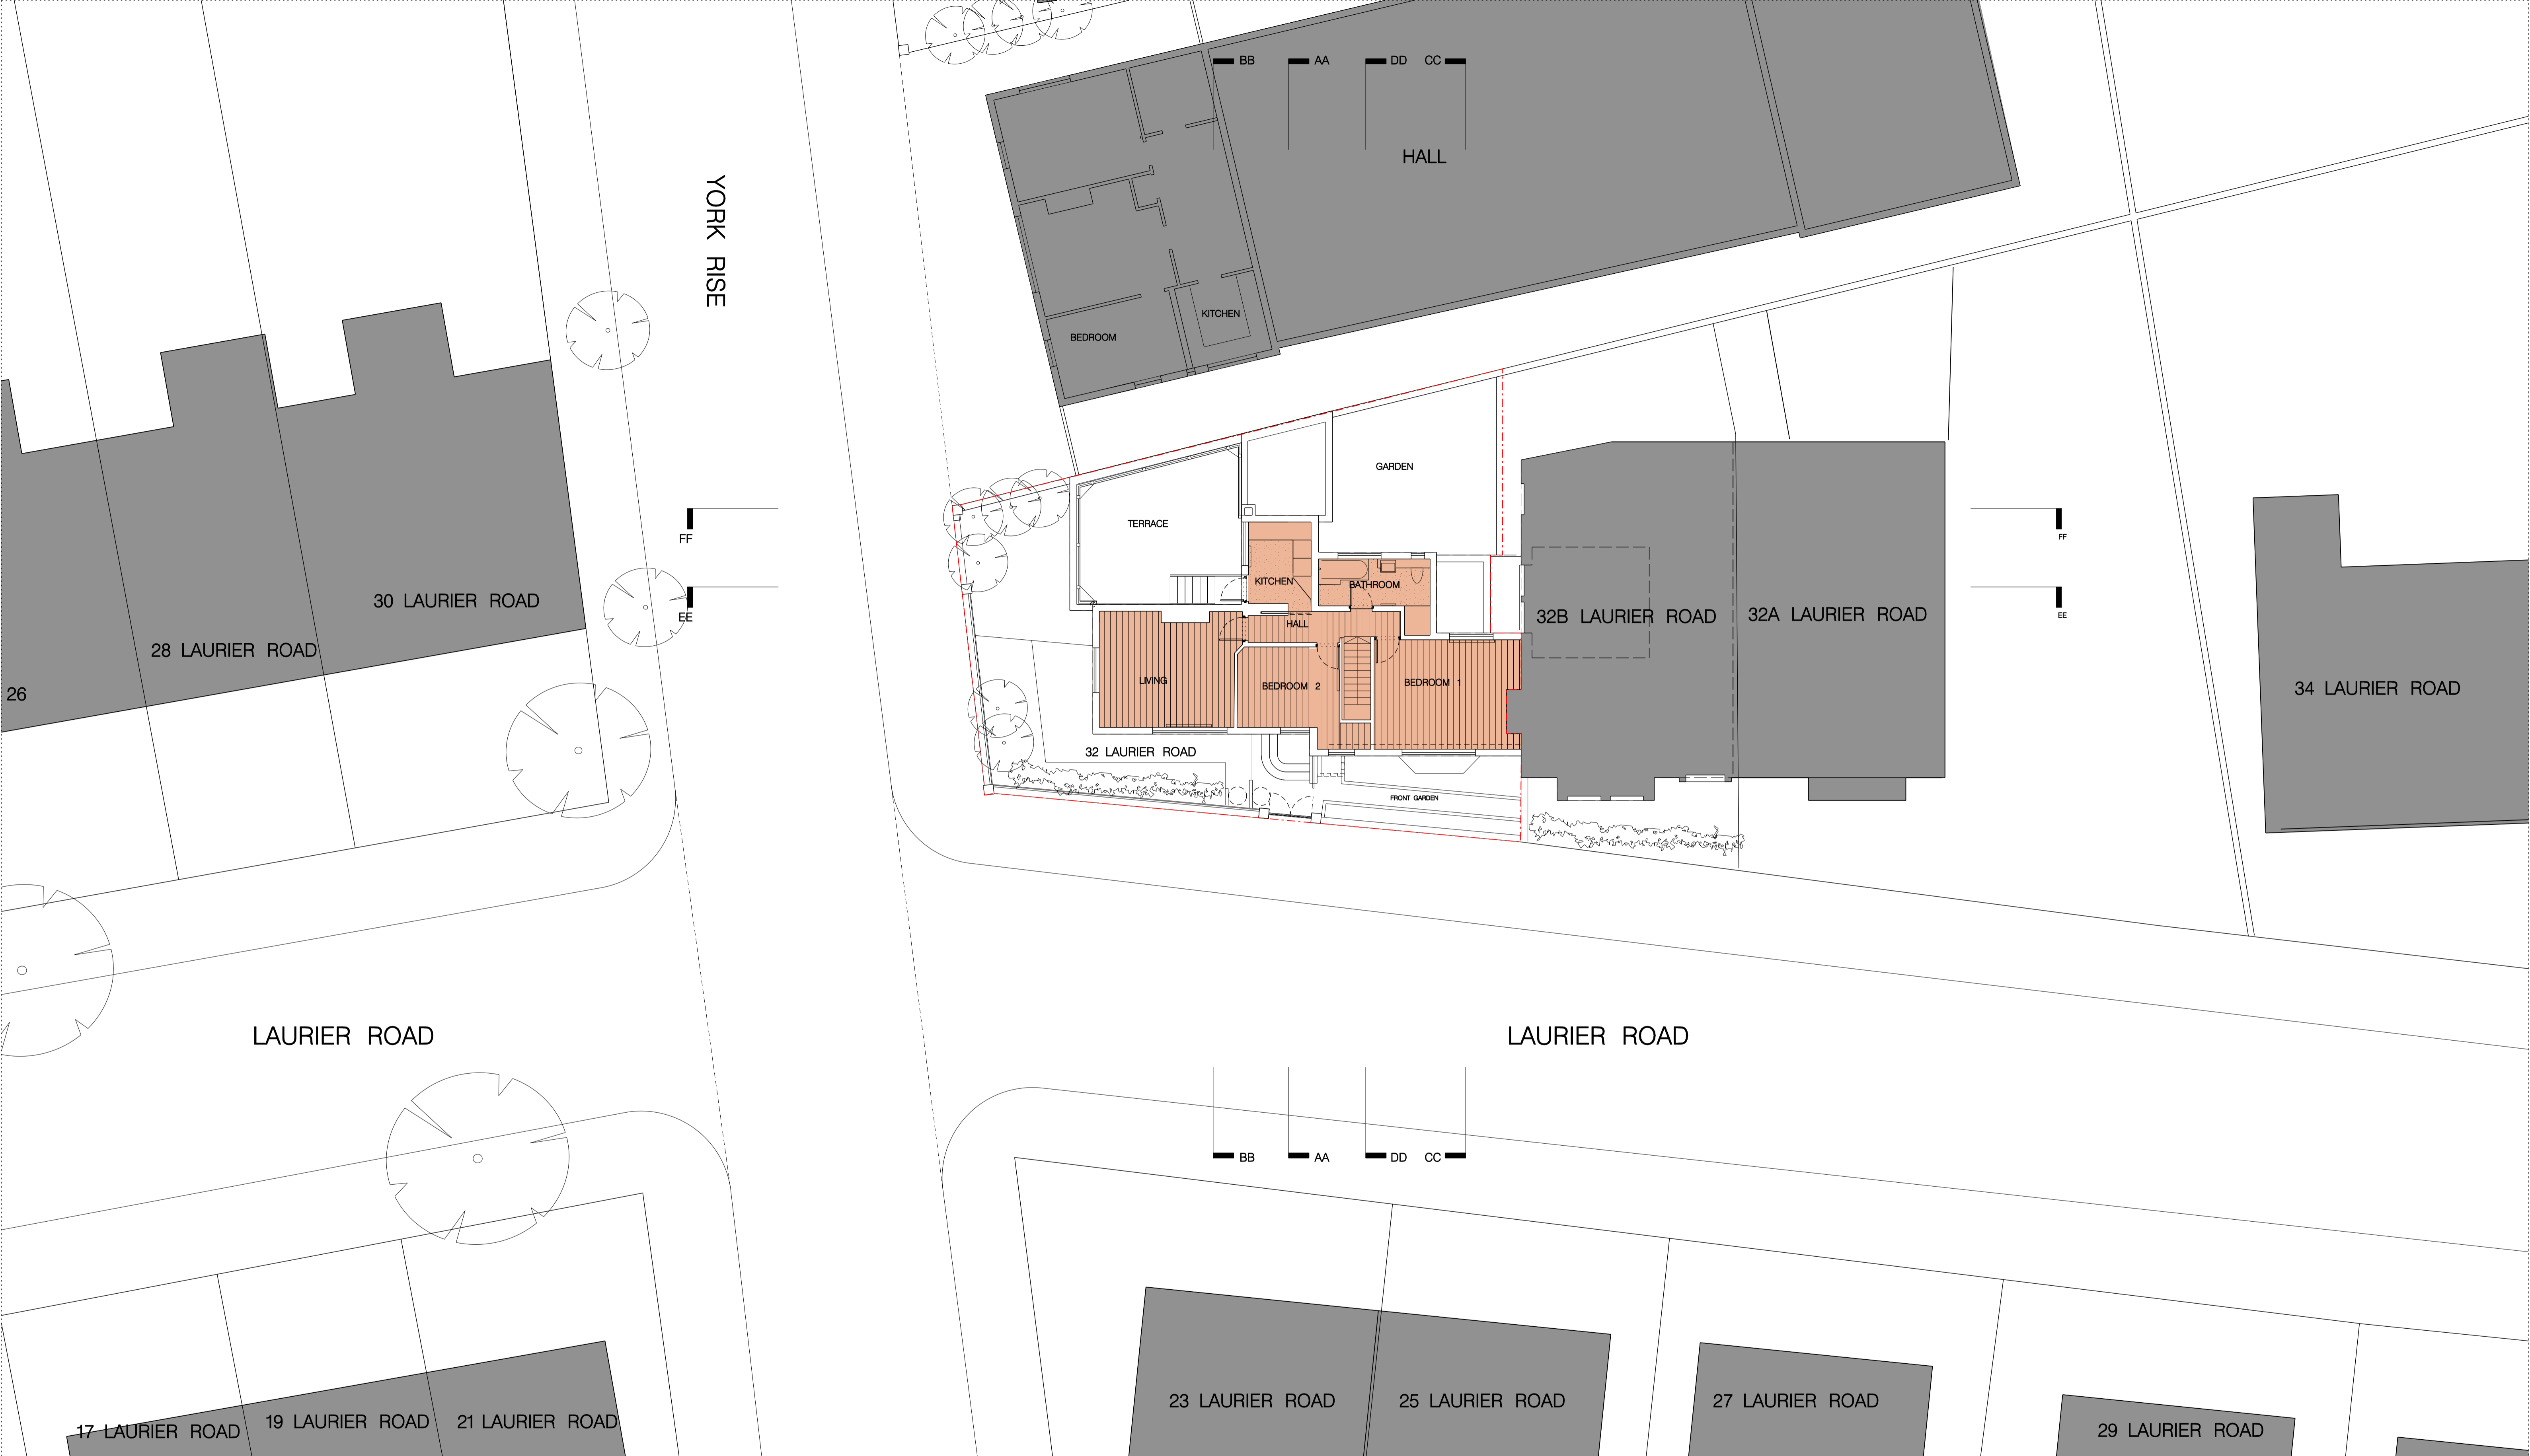 BB
AA
DD
CC
HALL
YORK RISE
KITCHEN
BEDROOM
GARDEN
TERRACE
FF
FF
KITCHEN
BATHROOM
EE
EE
HALL
30 LAURIER ROAD
32B LAURIER ROAD
32A LAURIER ROAD
28 LAURIER ROAD
26
LIVING
BEDROOM 2
BEDROOM 1
34 LAURIER ROAD
32 LAURIER ROAD
FRONT GARDEN
LAURIER ROAD
LAURIER ROAD
BB
AA
DD
CC
23 LAURIER ROAD
25 LAURIER ROAD
27 LAURIER ROAD
29 LAURIER ROAD
17 LAURIER ROAD
19 LAURIER ROAD
21 LAURIER ROAD